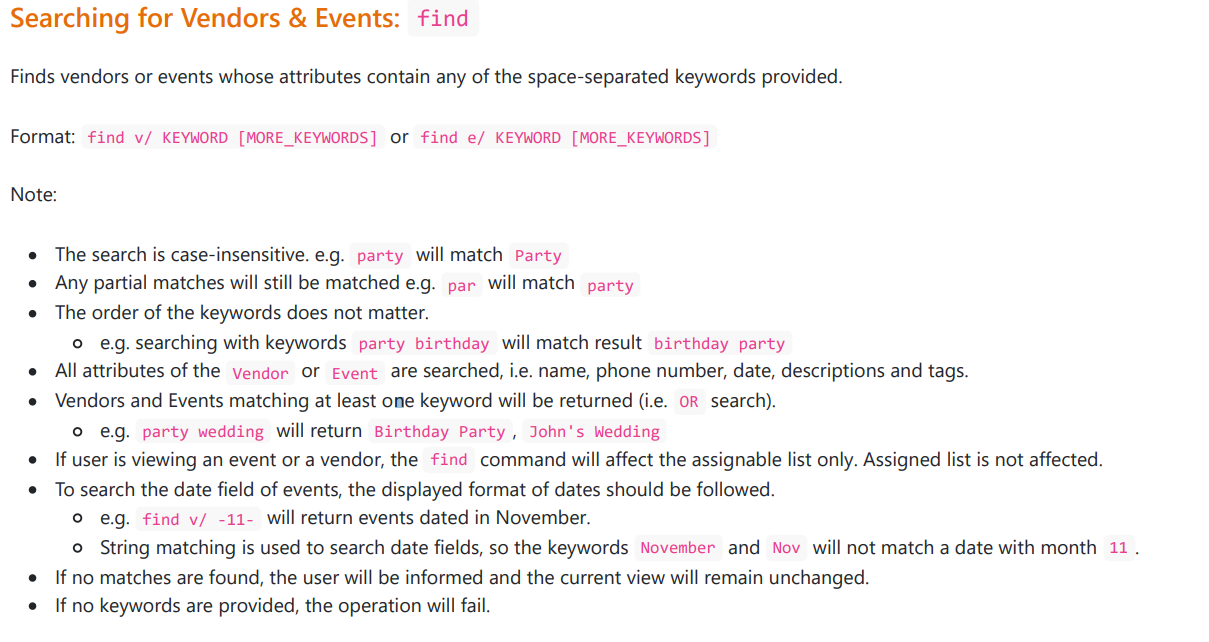 Searching for Vendors & Events: find
Finds vendors or events whose attributes contain any of the space-separated keywords provided.
Format: find v/ KEYWORD [MORE_KEYWORDS] or find e/ KEYWORD [MORE_KEYWORDS]
Note:
The search is case-insensitive. e.g. party will match Party
Any partial matches will still be matched e.g. par will match party
The order of the keywords does not matter.
e.g. searching with keywords party birthday will match result birthday party
All attributes of the Vendor or Event are searched, i.e. name, phone number, date, descriptions and tags.
Vendors and Events matching at least one keyword will be returned (i.e. OR search).
e.g. party wedding will return Birthday Party, John's Wedding
If user is viewing an event or a vendor, the find command will affect the assignable list only. Assigned list is not affected.
To search the date field of events, the displayed format of dates should be followed.
e.g. find v/ -11- will return events dated in November.
String matching is used to search date fields, so the keywords November and Nov will not match a date with month 11.
If no matches are found, the user will be informed and the current view will remain unchanged.
If no keywords are provided, the operation will fail.